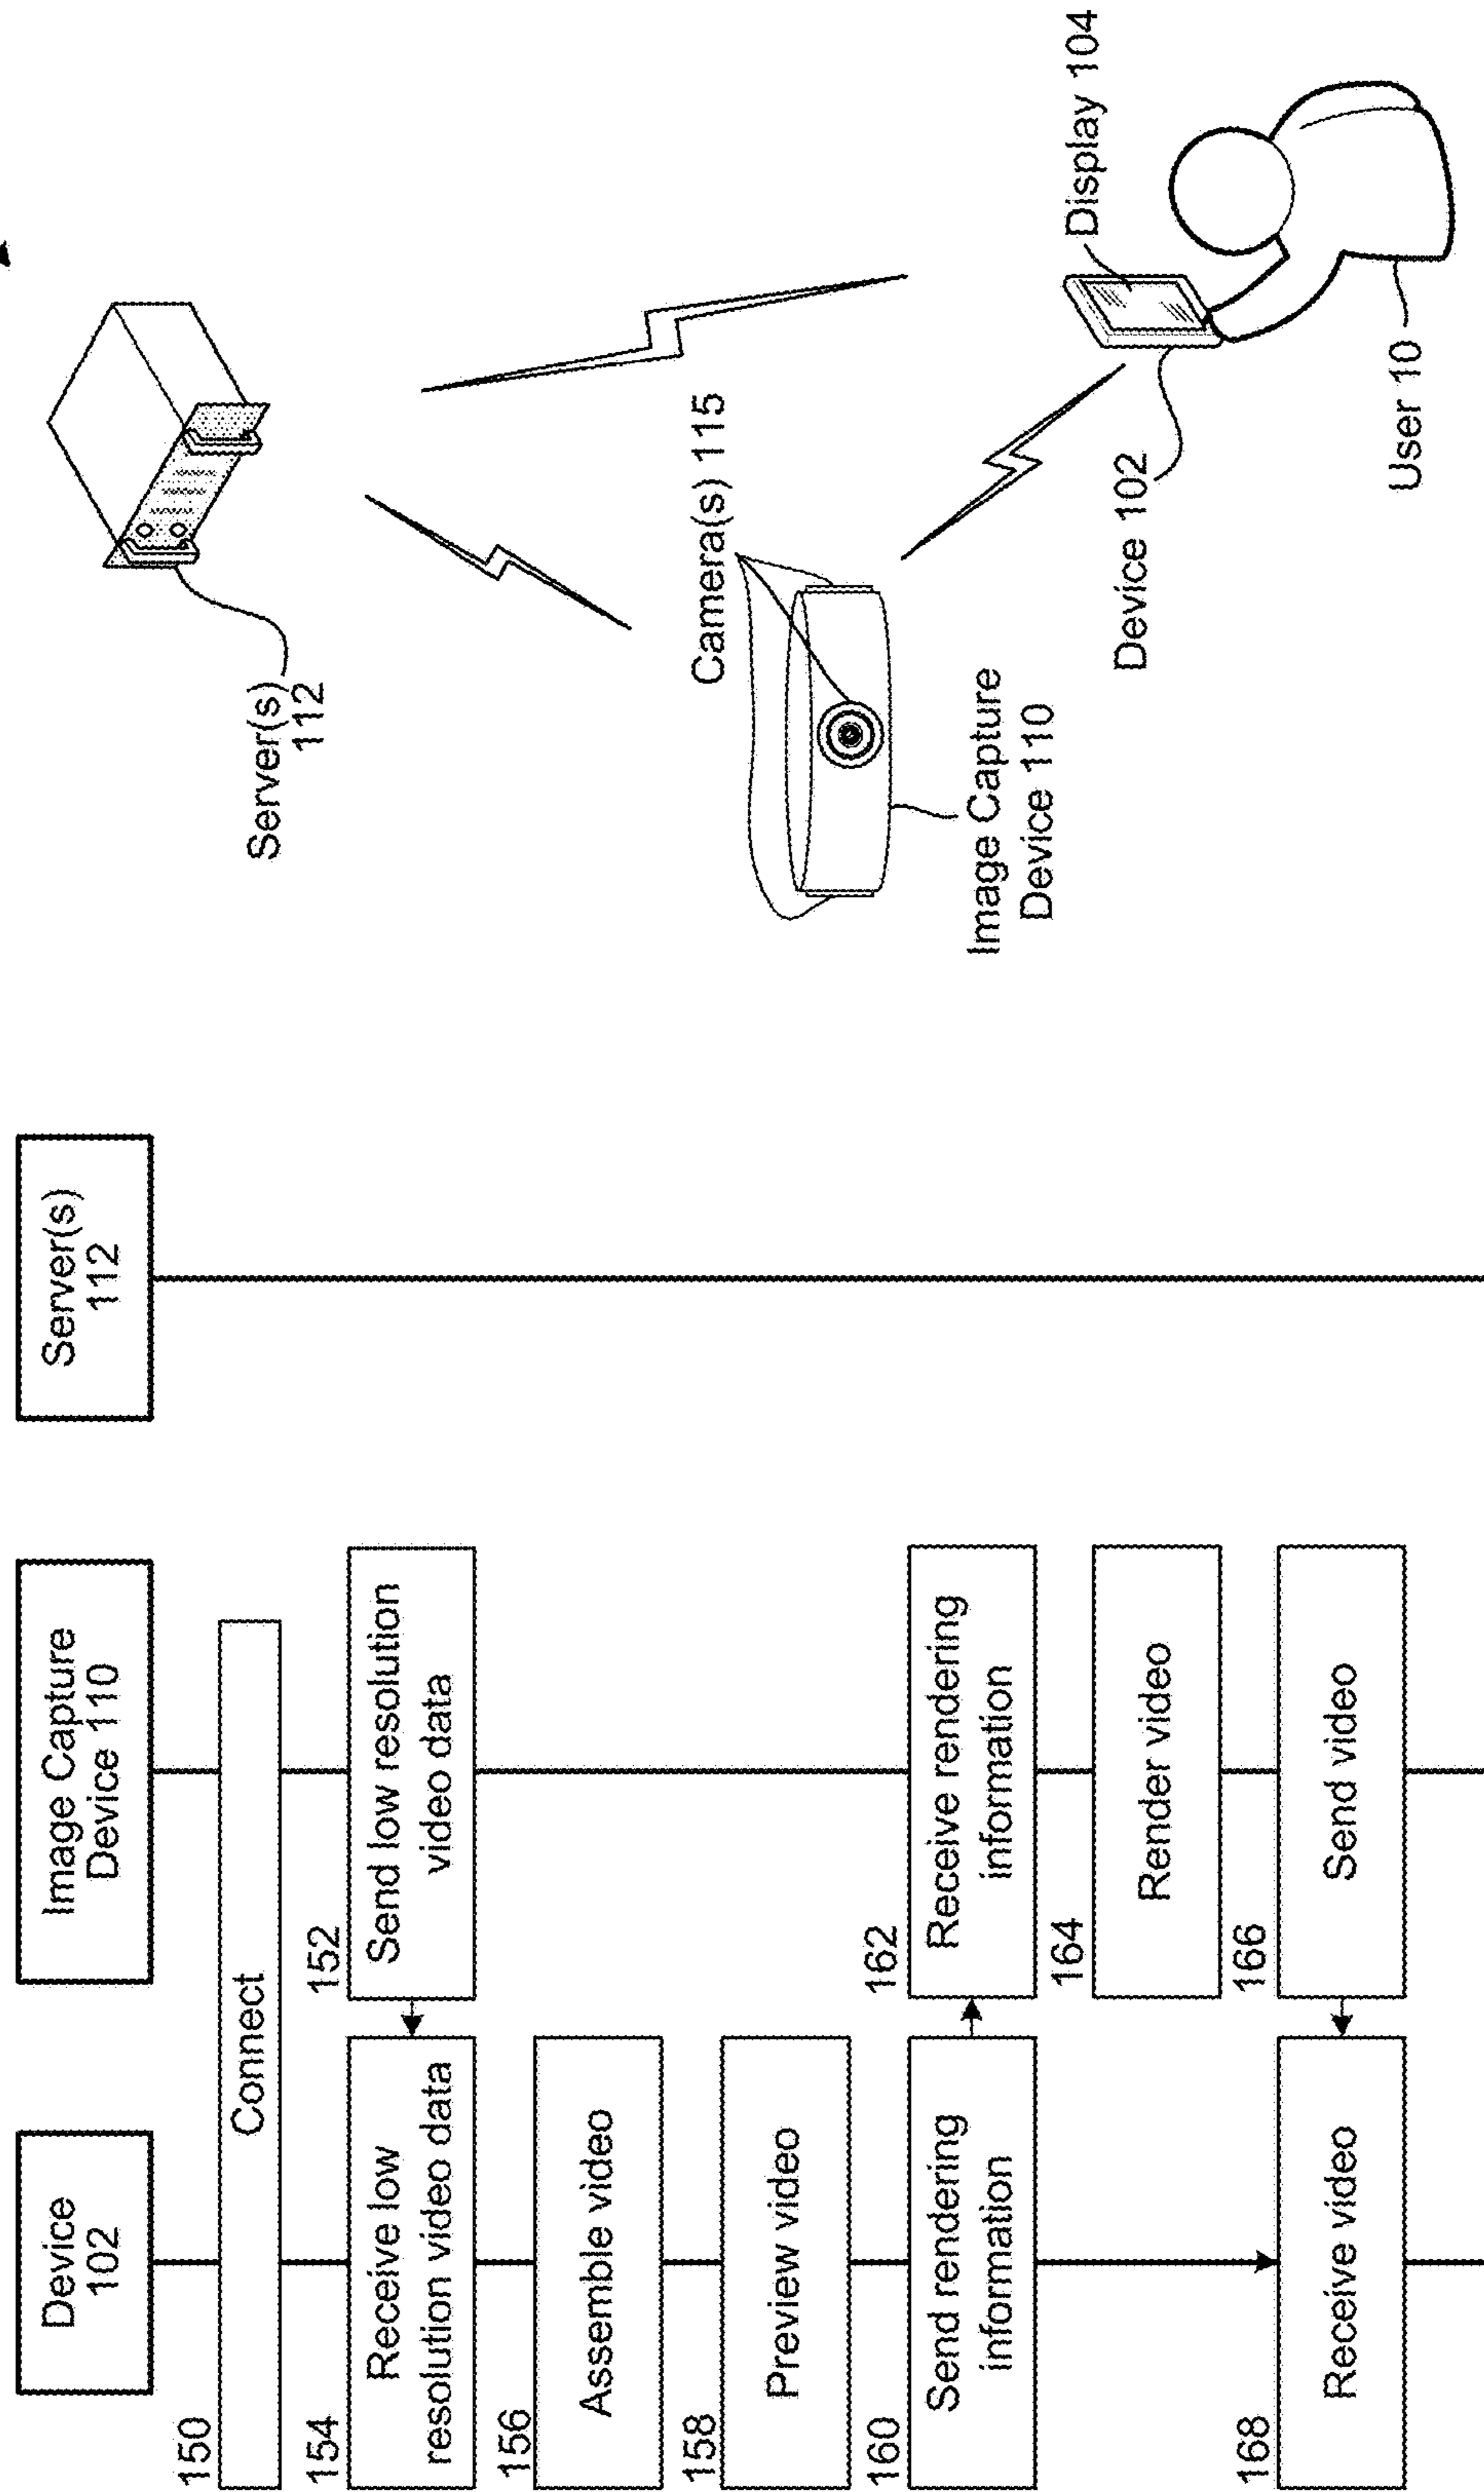 Device
102
Image Capture
Device 110
Server(s)
112
150
Connect
152
Send low resolution
video data
154
Receive low
resolution video data
156
Assemble video
158
Preview video
160
Send rendering
information
162
Receive rendering
information
164
Render video
166
Send video
168
Receive video
Server(s)
112
Camera(s) 115
Image Capture
Device 110
Device 102
Display 104
User 10